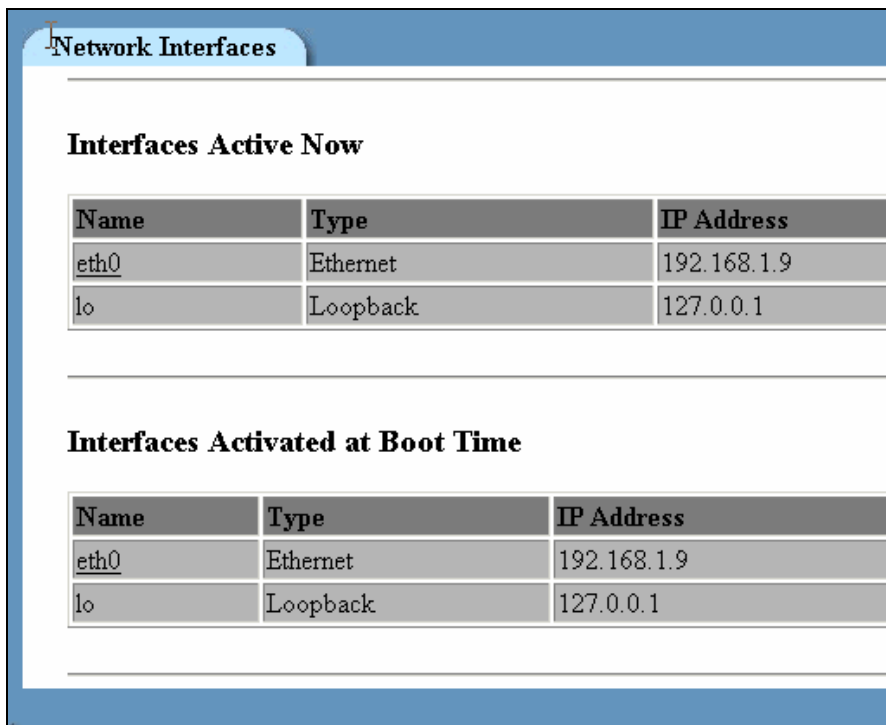 Network Interfaces
Interfaces Active Now
Name Type IP Address
eth0 Ethernet 192.168.1.9
lo Loopback 127.0.0.1
Interfaces Activated at Boot Time
Name Type IP Address
eth0 Ethernet 192.168.1.9
lo Loopback 127.0.0.1